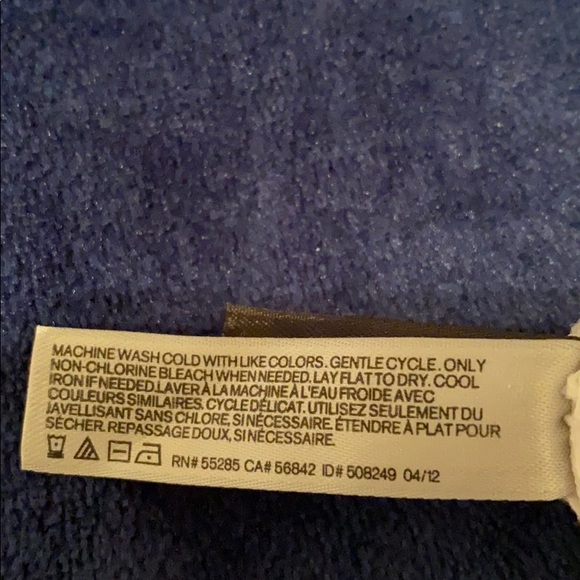 MACHINE WASH COLD WITH LIKE COLORS. GENTLE CYCLE. ONLY
NON-CHLORINE BLEACH WHEN NEEDED. LAY FLAT TO DRY. COOL
IRON IF NEEDED. LAVER À LA MACHINE À L'EAU FROIDE AVEC
COULEURS SIMILAIRES. CYCLE DÉLICAT. UTILISEZ SEULEMENT DU
JAVELLISANT SANS CHLORE, SI NÉCESSAIRE. ÉTENDRE À PLAT POUR
SÉCHER. REPASSAGE DOUX, SI NÉCESSAIRE.
RN# 55285 CA# 56842 ID# 508249 04/12